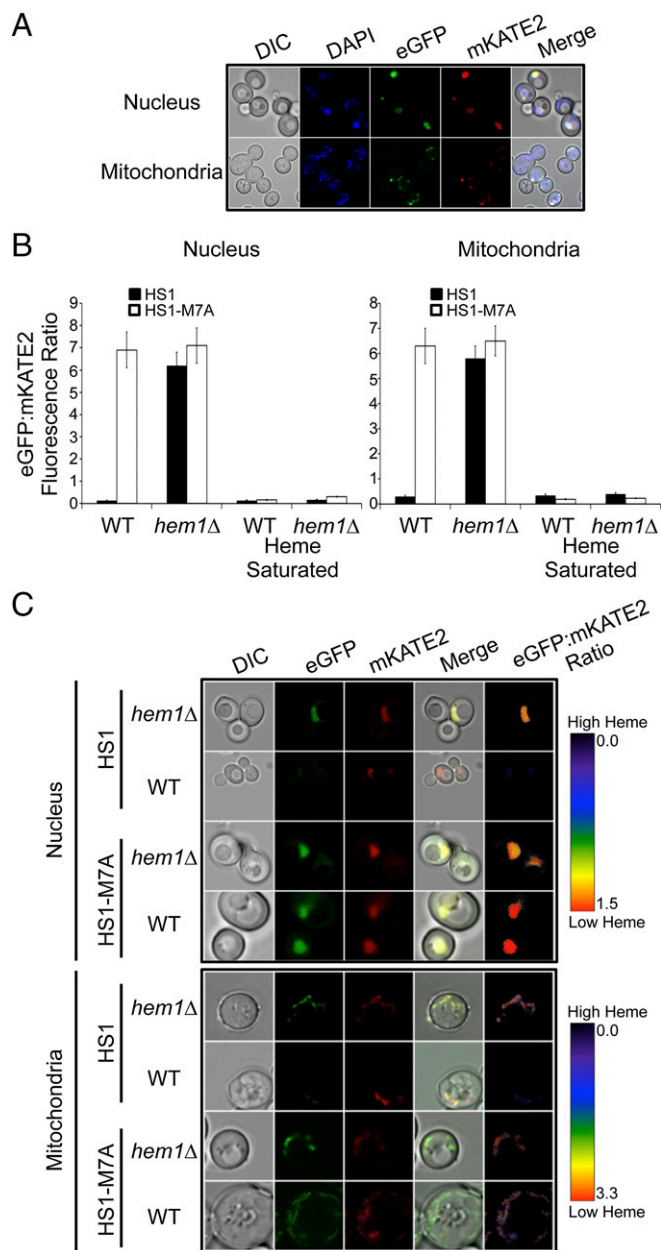 A
DIC DAPI eGFP mKATE2 Merge
Nucleus
Mitochondria
B
Nucleus Mitochondria
HS1 HS1
HS1-M7A HS1-M7A
eGFP:mKATE2
Fluorescence Ratio
9
8
7
6
5
4
3
2
1
0
8
7
6
5
4
3
2
1
0
WT hem1Δ WT hem1Δ WT hem1Δ WT hem1Δ
Heme Heme
Saturated Saturated
C
DIC eGFP mKATE2 Merge eGFP:mKATE2
Ratio
Nucleus
HS1
hem1Δ
WT
HS1-M7A
hem1Δ
WT
High Heme
0.0
1.5
Low Heme
Mitochondria
HS1
hem1Δ
WT
HS1-M7A
hem1Δ
WT
High Heme
0.0
3.3
Low Heme